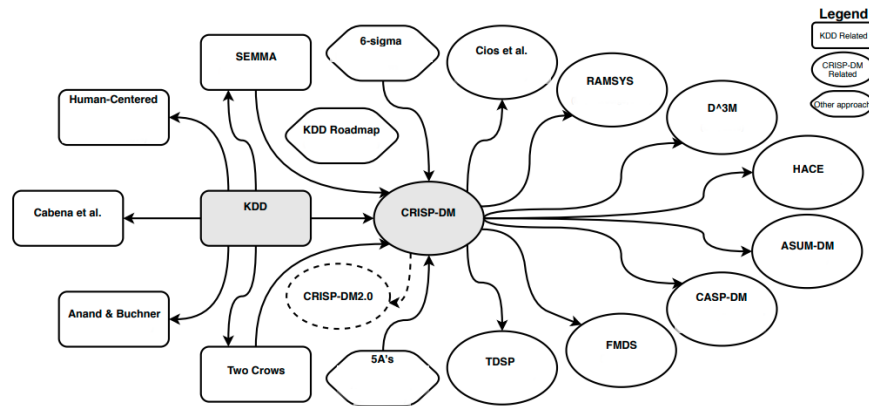 Legend
KDD Related
CRISP-DM
Related
Other approach
6-sigma
SEMMA
Cios et al.
RAMSYS
Human-Centered
D^3M
KDD Roadmap
HACE
KDD
CRISP-DM
Cabena et al.
ASUM-DM
CRISP-DM2.0
CASP-DM
Anand & Buchner
FMDS
5A's
TDSP
Two Crows